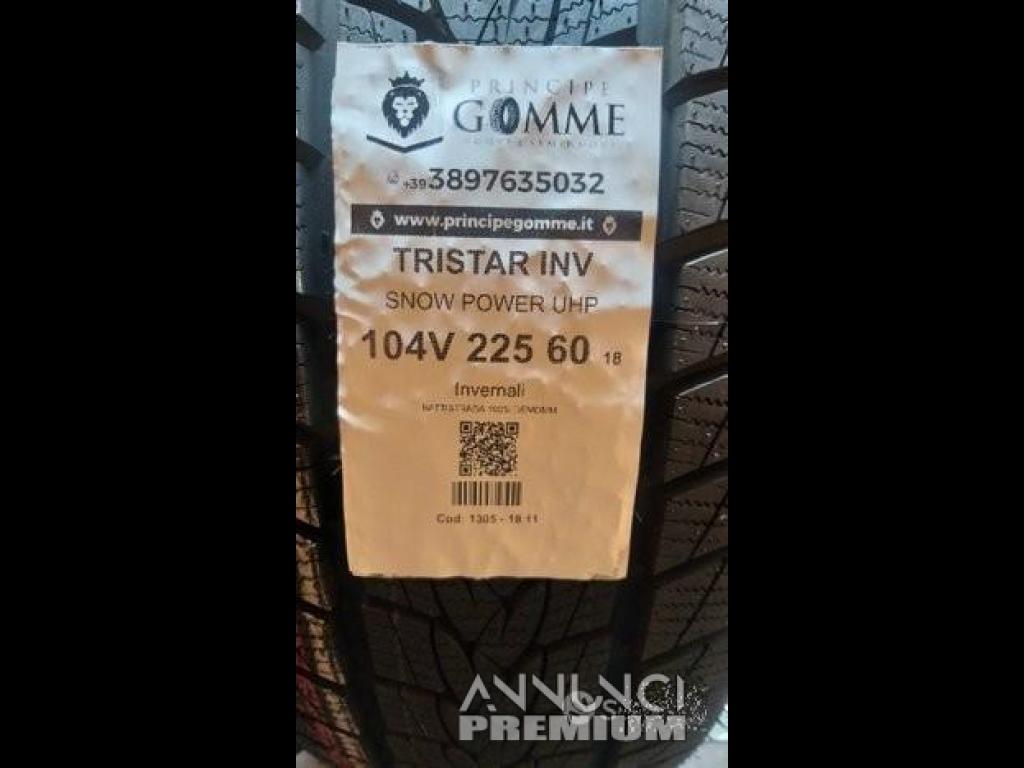 PRINCIPE
GOMME
+39 3897635032
www.principegomme.it
TRISTAR INV
SNOW POWER UHP
104V 225 60 18
Invernali
BATTISTRADA
Cod: 1305 - 18 11
ANNUNCI
PREMIUM